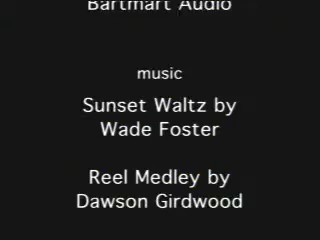 Bartmart Audio
music
Sunset Waltz by
Wade Foster
Reel Medley by
Dawson Girdwood